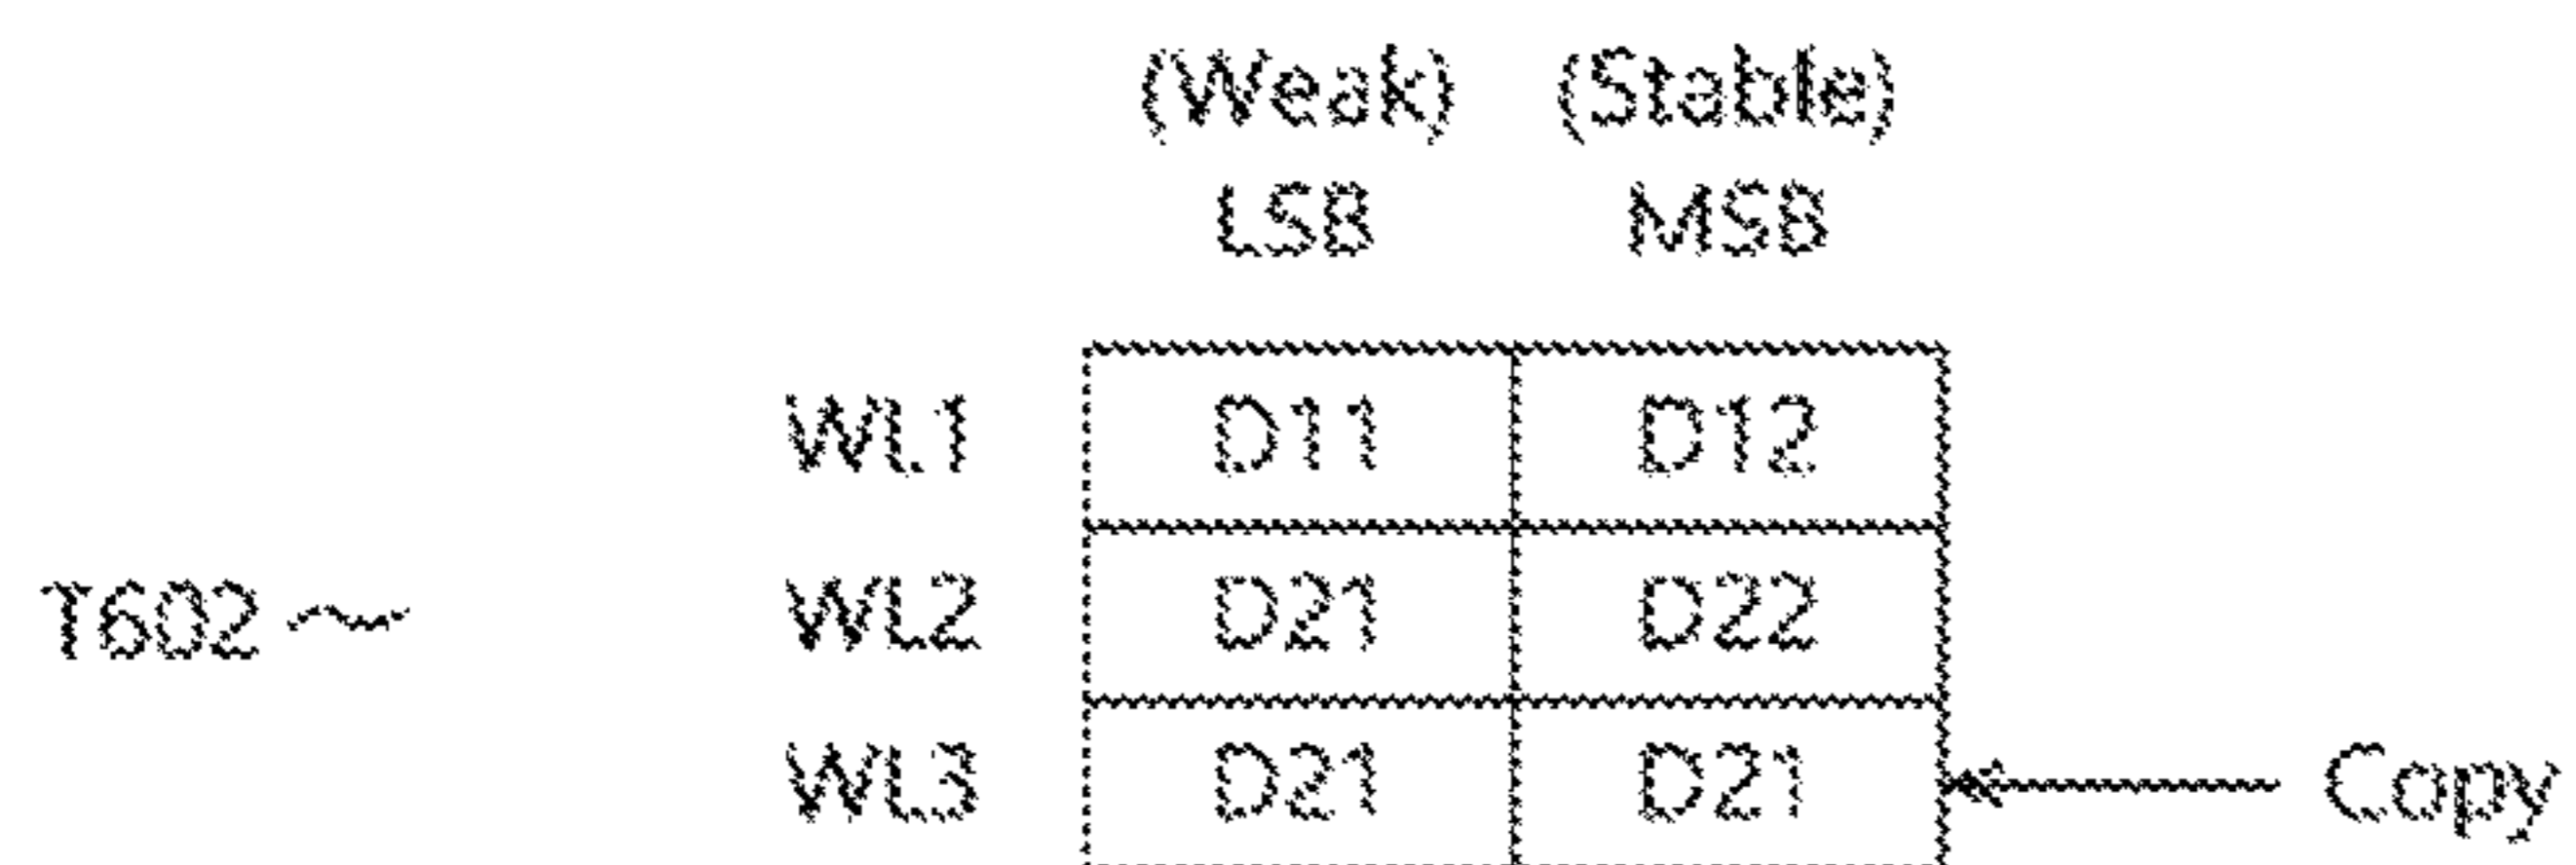 (Weak) (Stable)
LSB MSB
WL1 D11 D12
T602 WL2 D21 D22
WL3 D21 D21 Copy